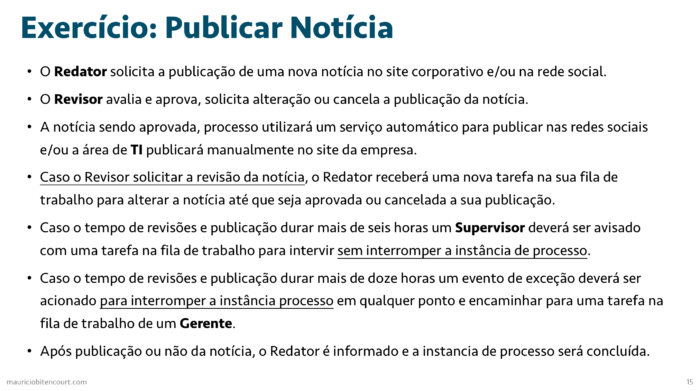 Exercício: Publicar Notícia
• O Redator solicita a publicação de uma nova notícia no site corporativo e/ou na rede social.
• O Revisor avalia e aprova, solicita alteração ou cancela a publicação da notícia.
• A notícia sendo aprovada, processo utilizará um serviço automático para publicar nas redes sociais
e/ou a área de TI publicará manualmente no site da empresa.
• Caso o Revisor solicitar a revisão da notícia, o Redator receberá uma nova tarefa na sua fila de
trabalho para alterar a notícia até que seja aprovada ou cancelada a sua publicação.
• Caso o tempo de revisões e publicação durar mais de seis horas um Supervisor deverá ser avisado
com uma tarefa na fila de trabalho para intervir sem interromper a instância de processo.
• Caso o tempo de revisões e publicação durar mais de doze horas um evento de exceção deverá ser
acionado para interromper a instância processo em qualquer ponto e encaminhar para uma tarefa na
fila de trabalho de um Gerente.
• Após publicação ou não da notícia, o Redator é informado e a instancia de processo será concluída.
mauriciobitencourt.com
15